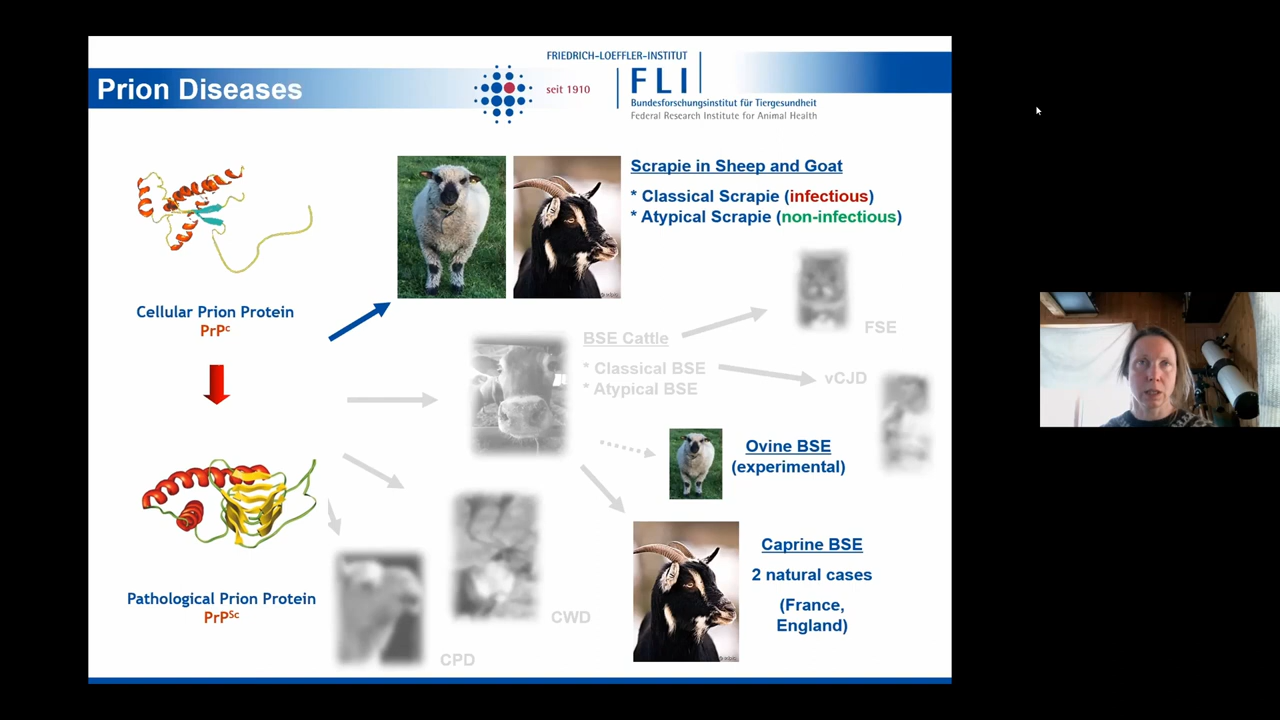 FRIEDRICH-LOEFFLER-INSTITUT
Prion Diseases
seit 1910
FLI
Bundesforschungsinstitut für Tiergesundheit
Federal Research Institute for Animal Health
Scrapie in Sheep and Goat
* Classical Scrapie (infectious)
* Atypical Scrapie (non-infectious)
Cellular Prion Protein
PrPc
FSE
BSE Cattle
* Classical BSE
* Atypical BSE
vCJD
Ovine BSE
(experimental)
Caprine BSE
2 natural cases
(France,
England)
Pathological Prion Protein
PrPSc
CWD
CPD